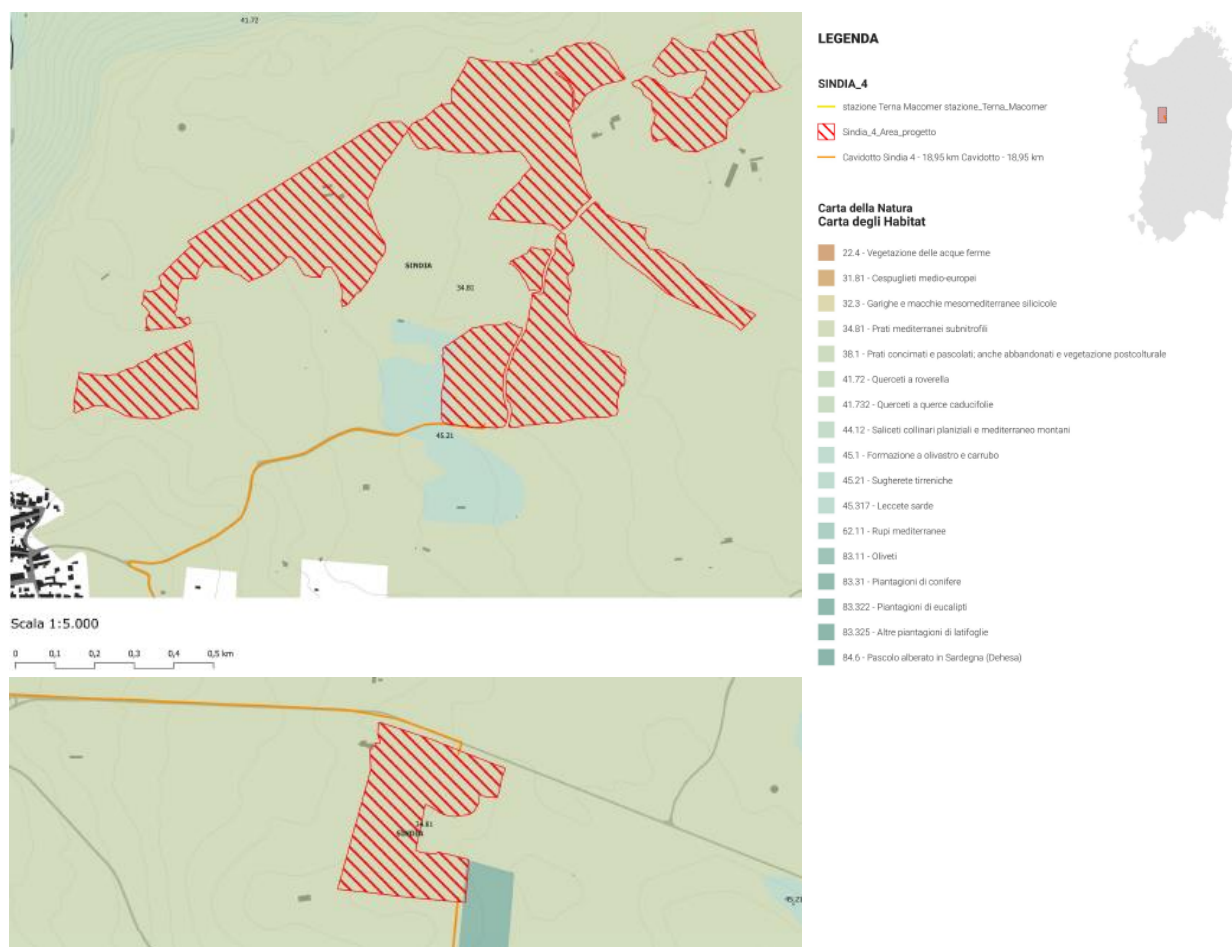 41.72
SINDIA
34.81
45.21
Scala 1:5.000
0 0,1 0,2 0,3 0,4 0,5 km
SINDIA
45.21
LEGENDA
SINDIA_4
stazione Terna Macomer stazione_Terna_Macomer
Sindia_4_Area_progetto
Cavidotto Sindia 4 - 18,95 km Cavidotto - 18,95 km
Carta della Natura
Carta degli Habitat
22.4 - Vegetazione delle acque ferme
31.81 - Cespuglieti medio-europei
32.3 - Garighe e macchie mesomediterranee silicicole
34.81 - Prati mediterranei subnitrofili
38.1 - Prati concimati e pascolati; anche abbandonati e vegetazione postcolturale
41.72 - Querceti a roverella
41.732 - Querceti a querce caducifolie
44.12 - Saliceti collinari planiziali e mediterraneo montani
45.1 - Formazione a olivastro e carrubo
45.21 - Sugherete tirreniche
45.317 - Leccete sarde
62.11 - Rupi mediterranee
83.11 - Oliveti
83.31 - Piantagioni di conifere
83.322 - Piantagioni di eucalipti
83.325 - Altre piantagioni di latifoglie
84.6 - Pascolo alberato in Sardegna (Dehesa)